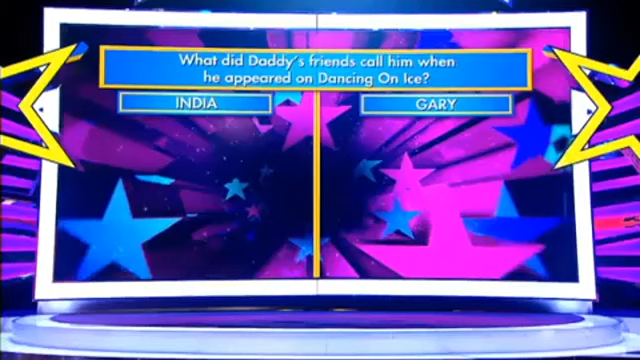 What did Daddy's friends call him when
he appeared on Dancing On Ice?
INDIA
GARY